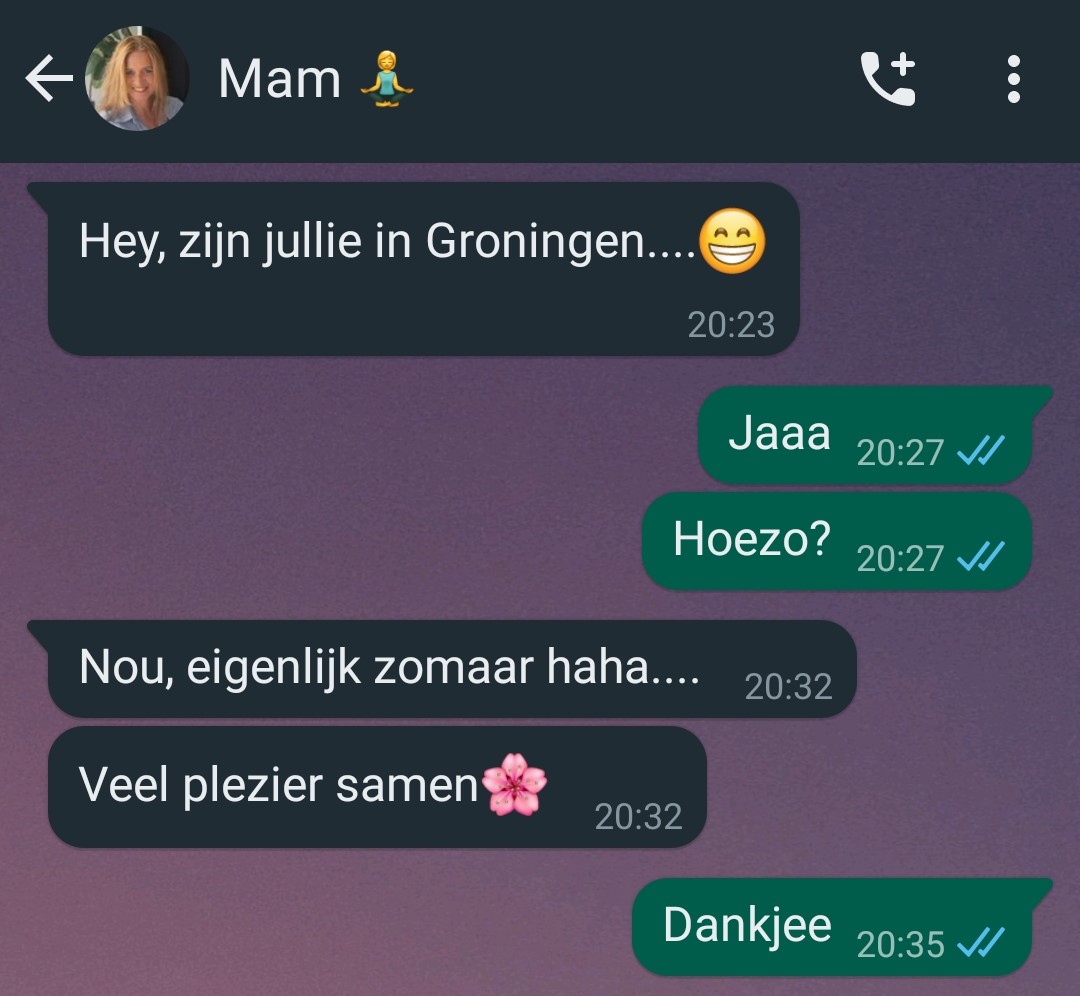 Mam 🧘‍♀️
Hey, zijn jullie in Groningen....😁
20:23
Jaaa 20:27
Hoezo? 20:27
Nou, eigenlijk zomaar haha.... 20:32
Veel plezier samen🌸 20:32
Dankjee 20:35